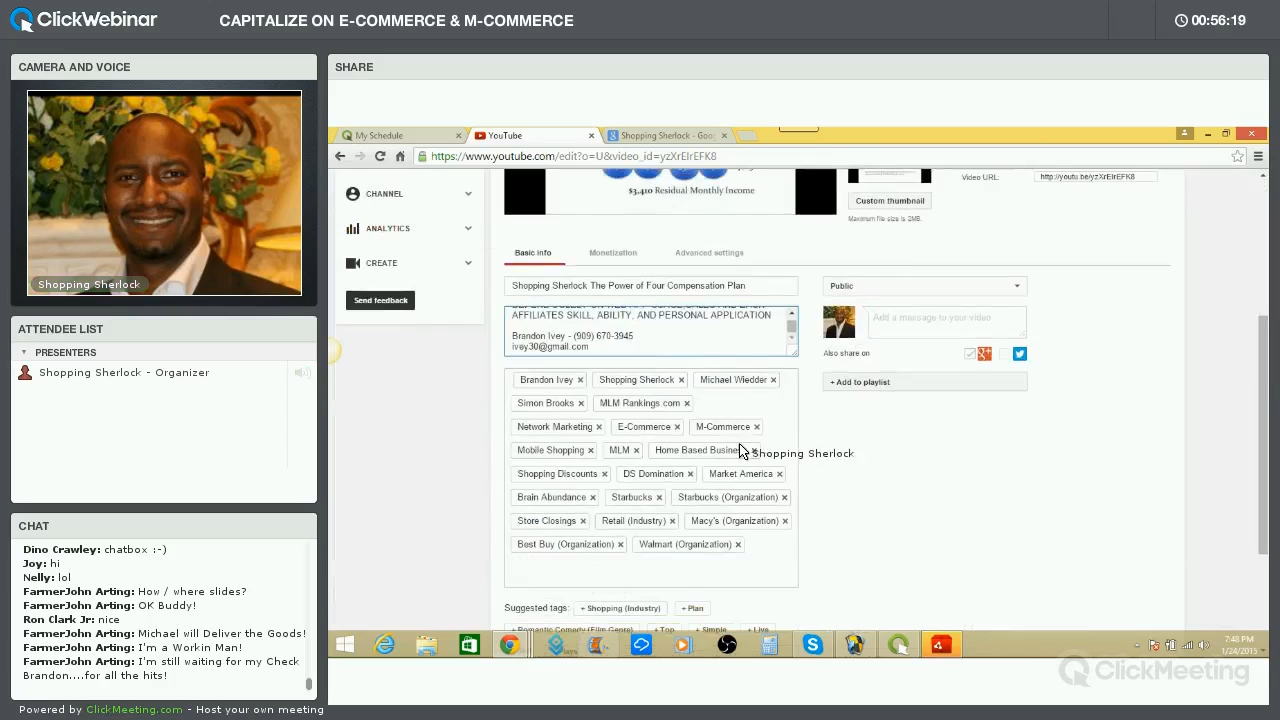 ClickWebinar
CAPITALIZE ON E-COMMERCE & M-COMMERCE
00:56:19
CAMERA AND VOICE
Shopping Sherlock
ATTENDEE LIST
PRESENTERS
Shopping Sherlock - Organizer
CHAT
Dino Crawley: chatbox :-)
Joy: hi
Nelly: lol
FarmerJohn Arting: How / where slides?
FarmerJohn Arting: OK Buddy!
Ron Clark Jr: nice
FarmerJohn Arting: Michael will Deliver the Goods!
FarmerJohn Arting: I'm a Workin Man!
FarmerJohn Arting: I'm still waiting for my Check
Brandon....for all the hits!
Powered by ClickMeeting.com - Host your own meeting
SHARE
My Schedule
YouTube
Shopping Sherlock - Goo
https://www.youtube.com/edit?o=U&video_id=yzXrEIrEFK8
CHANNEL
ANALYTICS
CREATE
Send feedback
$3,410 Residual Monthly Income
Video URL: http://youtu.be/yzXrEIrEFK8
Custom thumbnail
Maximum file size is 2MB.
Basic info Monetization Advanced settings
Shopping Sherlock The Power of Four Compensation Plan
AFFILIATES SKILL, ABILITY, AND PERSONAL APPLICATION
Brandon Ivey - (909) 670-3945
ivey30@gmail.com
Public
Add a message to your video
Also share on
+ Add to playlist
Brandon Ivey Shopping Sherlock Michael Wiedder
Simon Brooks MLM Rankings.com
Network Marketing E-Commerce M-Commerce
Mobile Shopping MLM Home Based Busine
Shopping Sherlock
Shopping Discounts DS Domination Market America
Brain Abundance Starbucks Starbucks (Organization)
Store Closings Retail (Industry) Macy's (Organization)
Best Buy (Organization) Walmart (Organization)
Suggested tags: + Shopping (Industry) + Plan
+ Romantic Comedy (Film Genre) + Top + Simple + Live
7:48 PM
1/24/2015
ClickMeeting